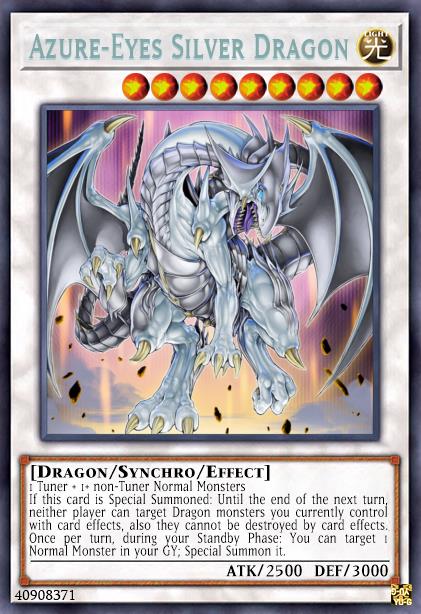 Azure-Eyes Silver Dragon
LIGHT
光
[Dragon/Synchro/Effect]
1 Tuner + 1+ non-Tuner Normal Monsters
If this card is Special Summoned: Until the end of the next turn,
neither player can target Dragon monsters you currently control
with card effects, also they cannot be destroyed by card effects.
Once per turn, during your Standby Phase: You can target 1
Normal Monster in your GY; Special Summon it.
ATK/2500 DEF/3000
40908371